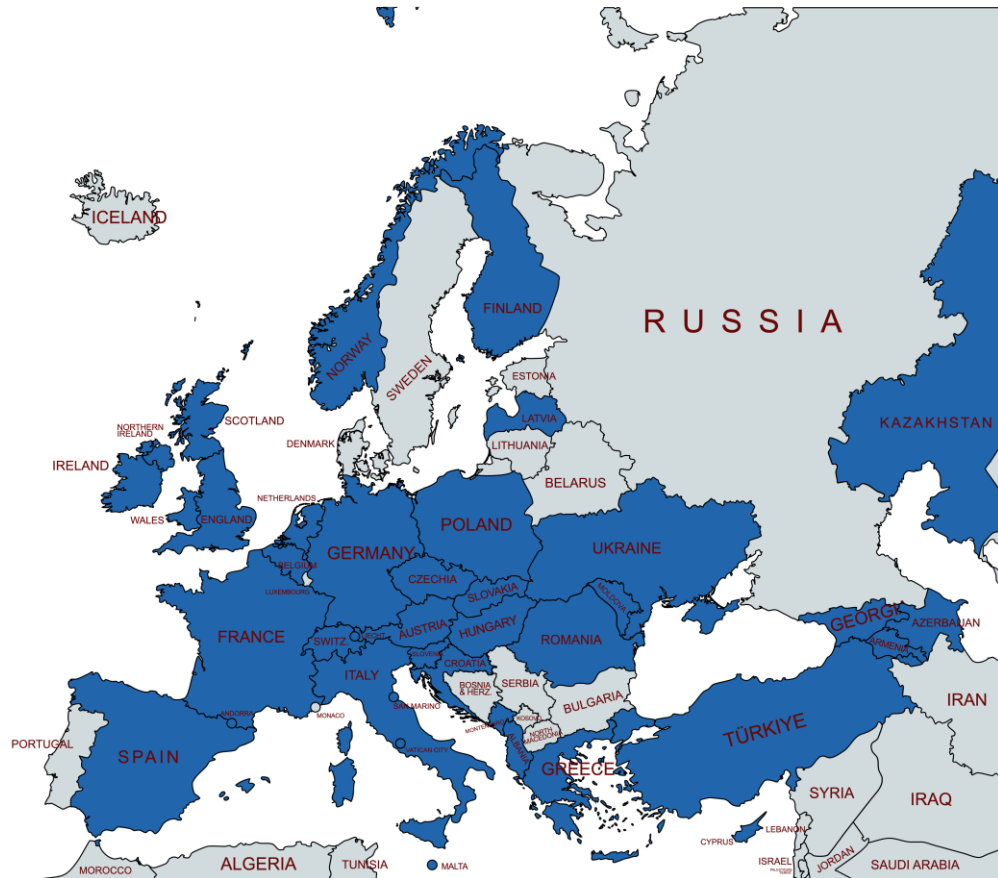 ICELAND
RUSSIA
FINLAND
NORWAY
SWEDEN
ESTONIA
SCOTLAND
LATVIA
KAZAKHSTAN
NORTHERN
IRELAND
DENMARK
LITHUANIA
IRELAND
BELARUS
NETHERLANDS
WALES
ENGLAND
POLAND
GERMANY
UKRAINE
BELGIUM
CZECHIA
LUXEMBOURG
SLOVAKIA
MOLDOVA
FRANCE
SWITZ.
LIECHT.
AUSTRIA
HUNGARY
ROMANIA
GEORGI
AZERBAIJAN
ARMENIA
SLOVENIA
CROATIA
ITALY
BOSNIA
& HERZ.
SERBIA
BULGARIA
SAN MARINO
MONACO
ANDORRA
MONTENEGRO
KOSOVO
NORTH
MACEDONIA
ALBANIA
TÜRKIYE
IRAN
PORTUGAL
SPAIN
VATICAN CITY
GREECE
SYRIA
IRAQ
CYPRUS
LEBANON
ISRAEL
JORDAN
SAUDI ARABIA
MOROCCO
ALGERIA
TUNISIA
MALTA